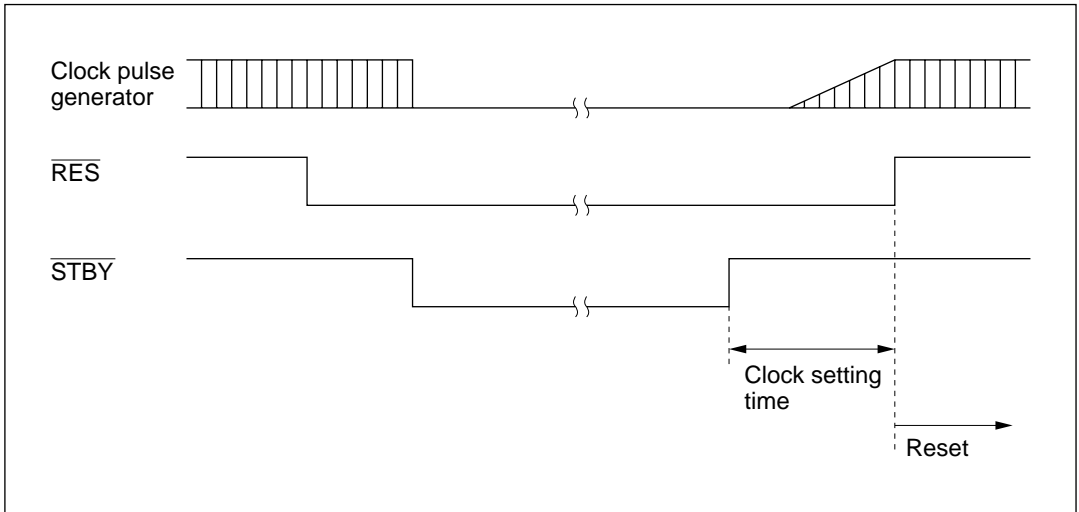 Clock pulse
generator
RES
STBY
Clock setting
time
Reset